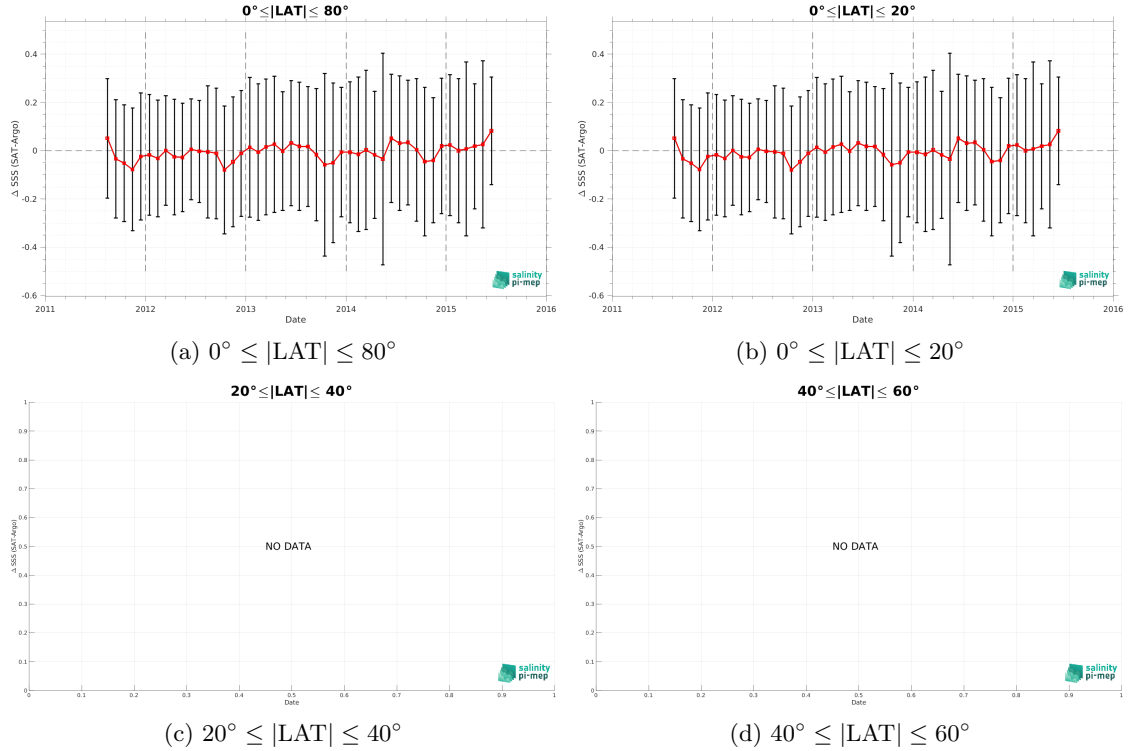 0°≤|LAT|≤ 80°
Δ SSS (SAT-Argo)
0.4
0.2
0
-0.2
-0.4
-0.6
2011 2012 2013 2014 2015 2016
Date
salinity
pi-mep
(a) 0° ≤ |LAT| ≤ 80°
0°≤|LAT|≤ 20°
Δ SSS (SAT-Argo)
0.4
0.2
0
-0.2
-0.4
-0.6
2011 2012 2013 2014 2015 2016
Date
salinity
pi-mep
(b) 0° ≤ |LAT| ≤ 20°
20°≤|LAT|≤ 40°
Δ SSS (SAT-Argo)
1
0.9
0.8
0.7
0.6
0.5
0.4
0.3
0.2
0.1
0
NO DATA
0 0.1 0.2 0.3 0.4 0.5 0.6 0.7 0.8 0.9 1
Date
salinity
pi-mep
(c) 20° ≤ |LAT| ≤ 40°
40°≤|LAT|≤ 60°
Δ SSS (SAT-Argo)
1
0.9
0.8
0.7
0.6
0.5
0.4
0.3
0.2
0.1
0
NO DATA
0 0.1 0.2 0.3 0.4 0.5 0.6 0.7 0.8 0.9 1
Date
salinity
pi-mep
(d) 40° ≤ |LAT| ≤ 60°